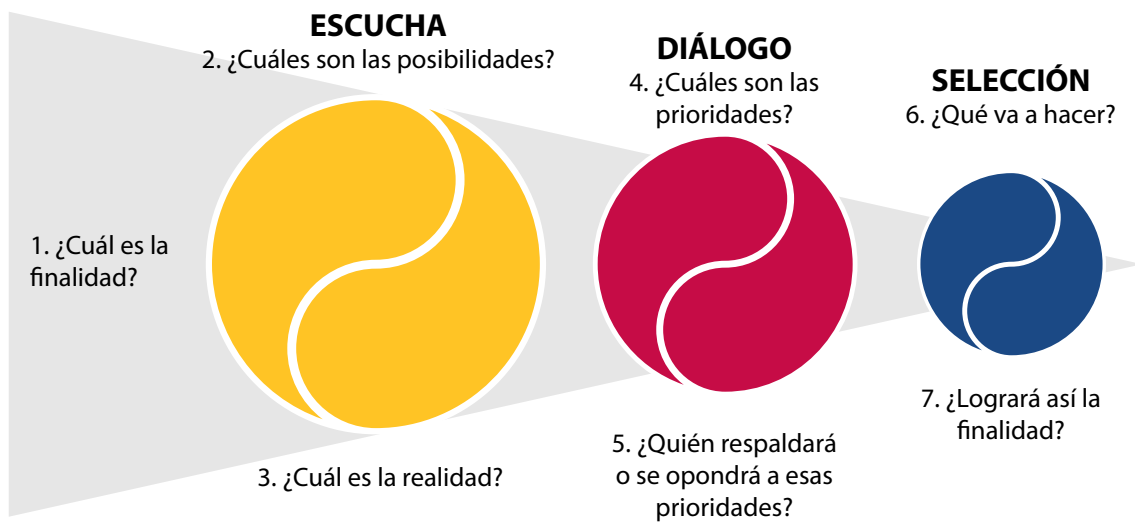 1. ¿Cuál es la
finalidad?
ESCUCHA
2. ¿Cuáles son las posibilidades?
3. ¿Cuál es la realidad?
DIÁLOGO
4. ¿Cuáles son las
prioridades?
5. ¿Quién respaldará
o se opondrá a esas
prioridades?
SELECCIÓN
6. ¿Qué va a hacer?
7. ¿Logrará así la
finalidad?